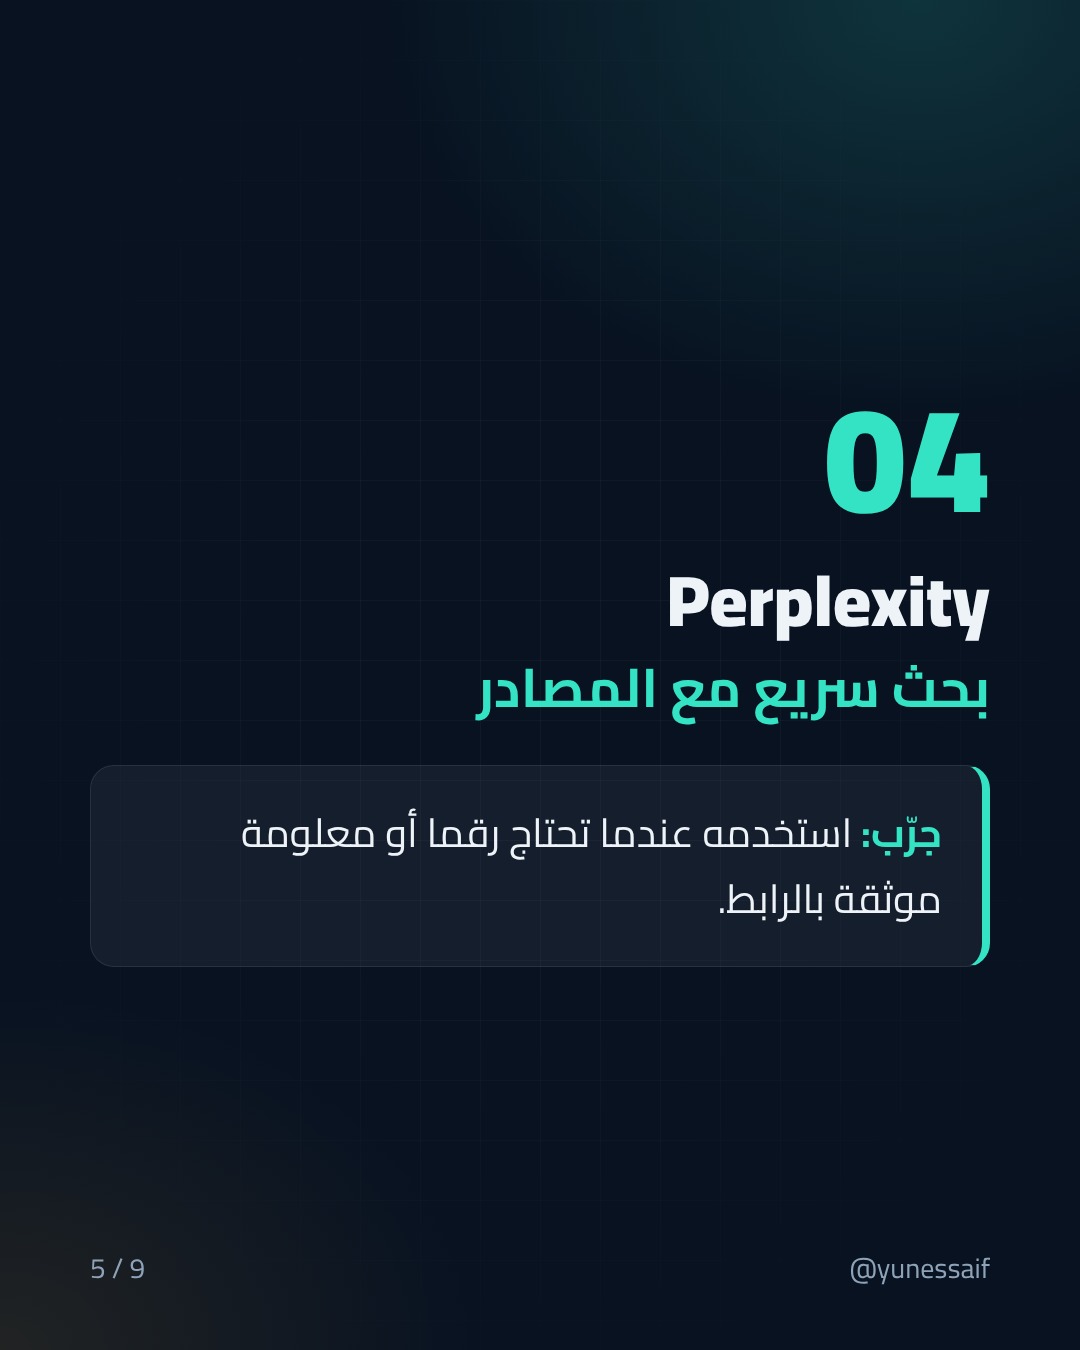 04
Perplexity
بحث سريع مع المصادر
جرّب: استخدمه عندما تحتاج رقما أو معلومة
موثقة بالرابط.
5 / 9
@yunessaif